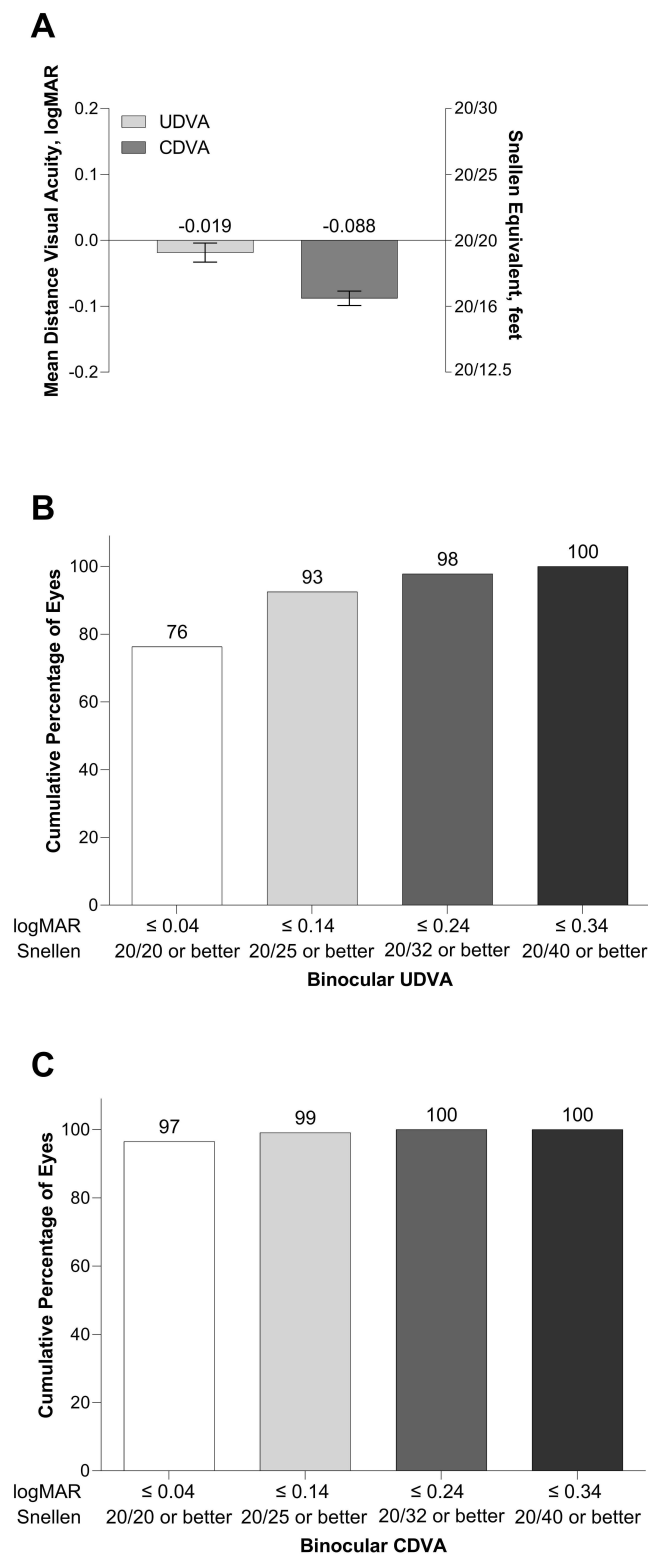 A
Mean Distance Visual Acuity, logMAR
0.2
0.1
0.0
-0.1
-0.2
UDVA
CDVA
-0.019
-0.088
20/30
20/25
20/20
20/16
20/12.5
Snellen Equivalent, feet
B
Cumulative Percentage of Eyes
100
80
60
40
20
0
76
93
98
100
logMAR ≤ 0.04 ≤ 0.14 ≤ 0.24 ≤ 0.34
Snellen 20/20 or better 20/25 or better 20/32 or better 20/40 or better
Binocular UDVA
C
Cumulative Percentage of Eyes
100
80
60
40
20
0
97
99
100
100
logMAR ≤ 0.04 ≤ 0.14 ≤ 0.24 ≤ 0.34
Snellen 20/20 or better 20/25 or better 20/32 or better 20/40 or better
Binocular CDVA